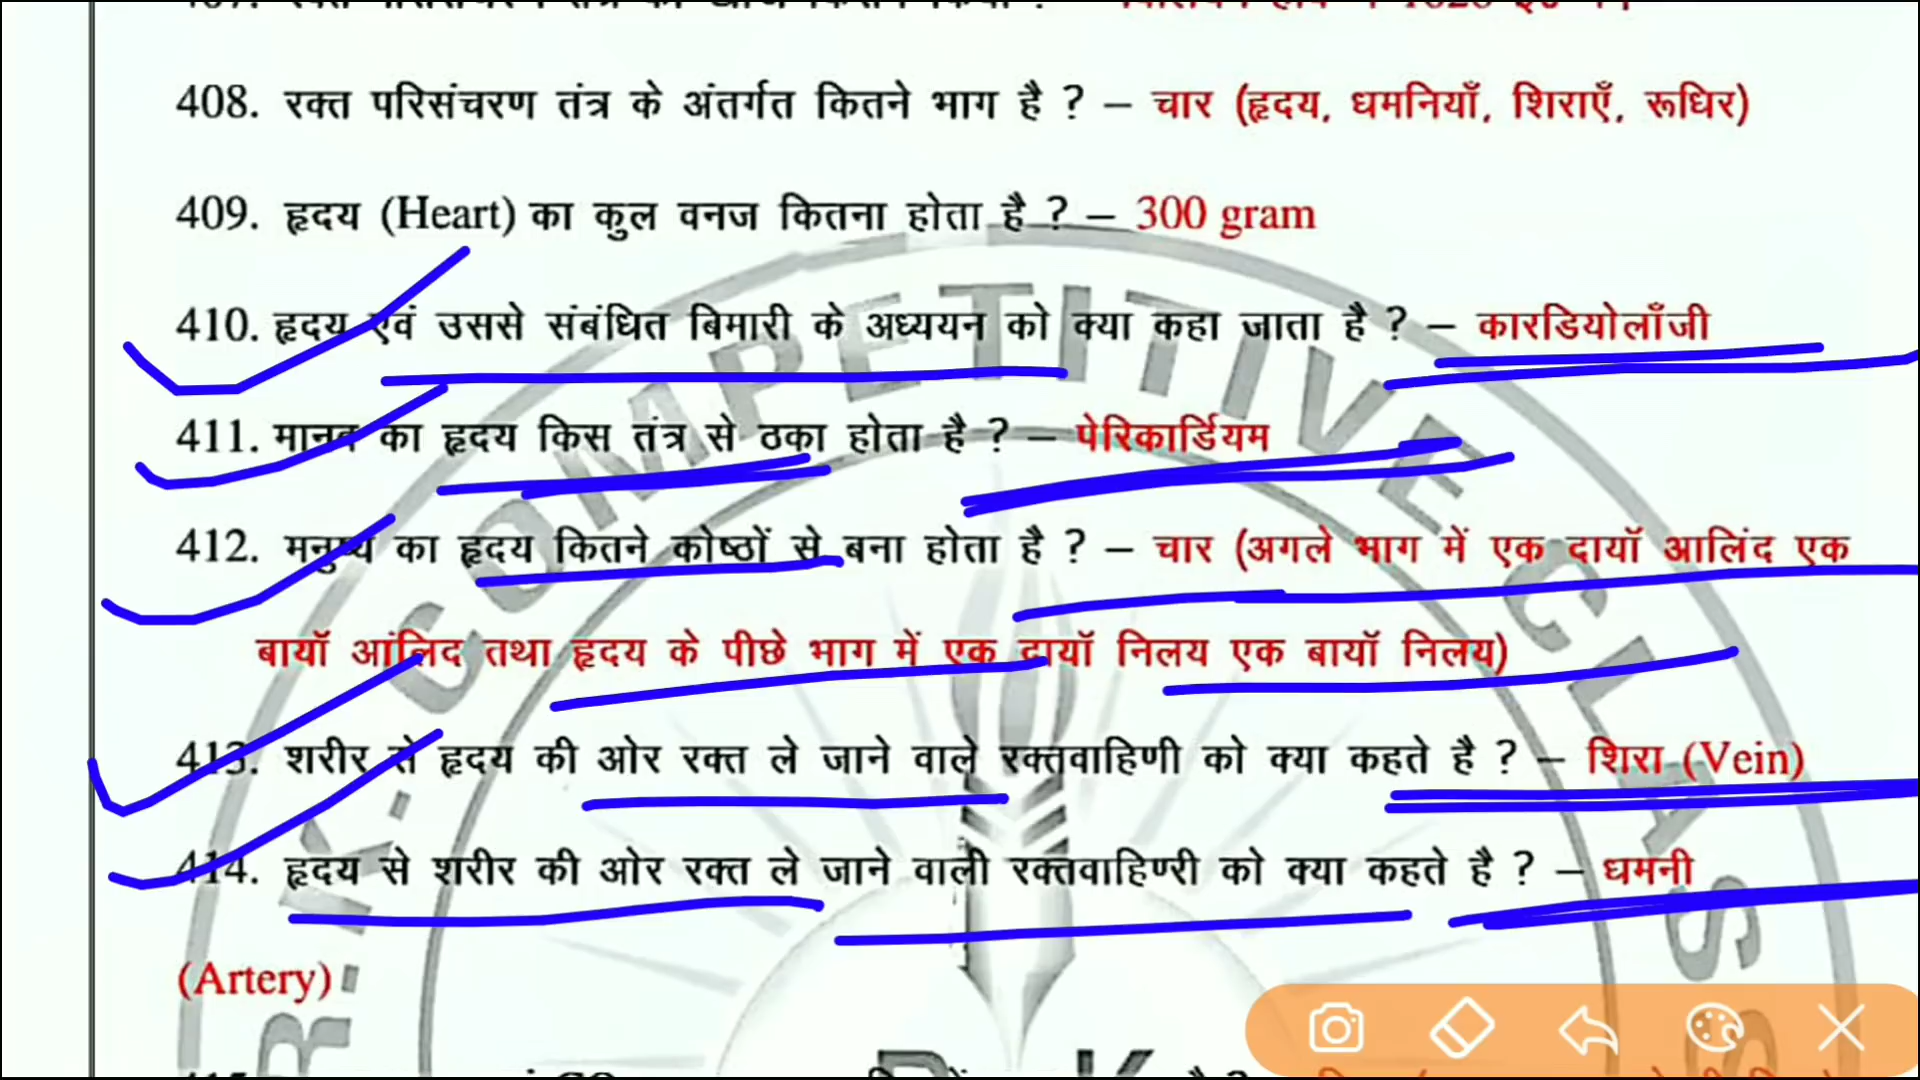 408. रक्त परिसंचरण तंत्र के अंतर्गत कितने भाग है ? – चार (हृदय, धमनियाँ, शिराएँ, रूधिर)
409. हृदय (Heart) का कुल वनज कितना होता है ? – 300 gram
410. हृदय एवं उससे संबंधित बिमारी के अध्ययन को क्या कहा जाता है ? – कारडियोलाँजी
411. मानव का हृदय किस तंत्र से ठका होता है ? – पेरिकार्डियम
412. मनुष्य का हृदय कितने कोष्ठों से बना होता है ? – चार (अगले भाग में एक दायाॅ आलिंद एक
बायाॅ आंलिद तथा हृदय के पीछे भाग में एक दायाॅ निलय एक बायाॅ निलय)
413. शरीर से हृदय की ओर रक्त ले जाने वाले रक्तवाहिणी को क्या कहते है ? – शिरा (Vein)
414. हृदय से शरीर की ओर रक्त ले जाने वाली रक्तवाहिण्री को क्या कहते है ? – धमनी
(Artery)
R.K. COMPETITIVE CLASS